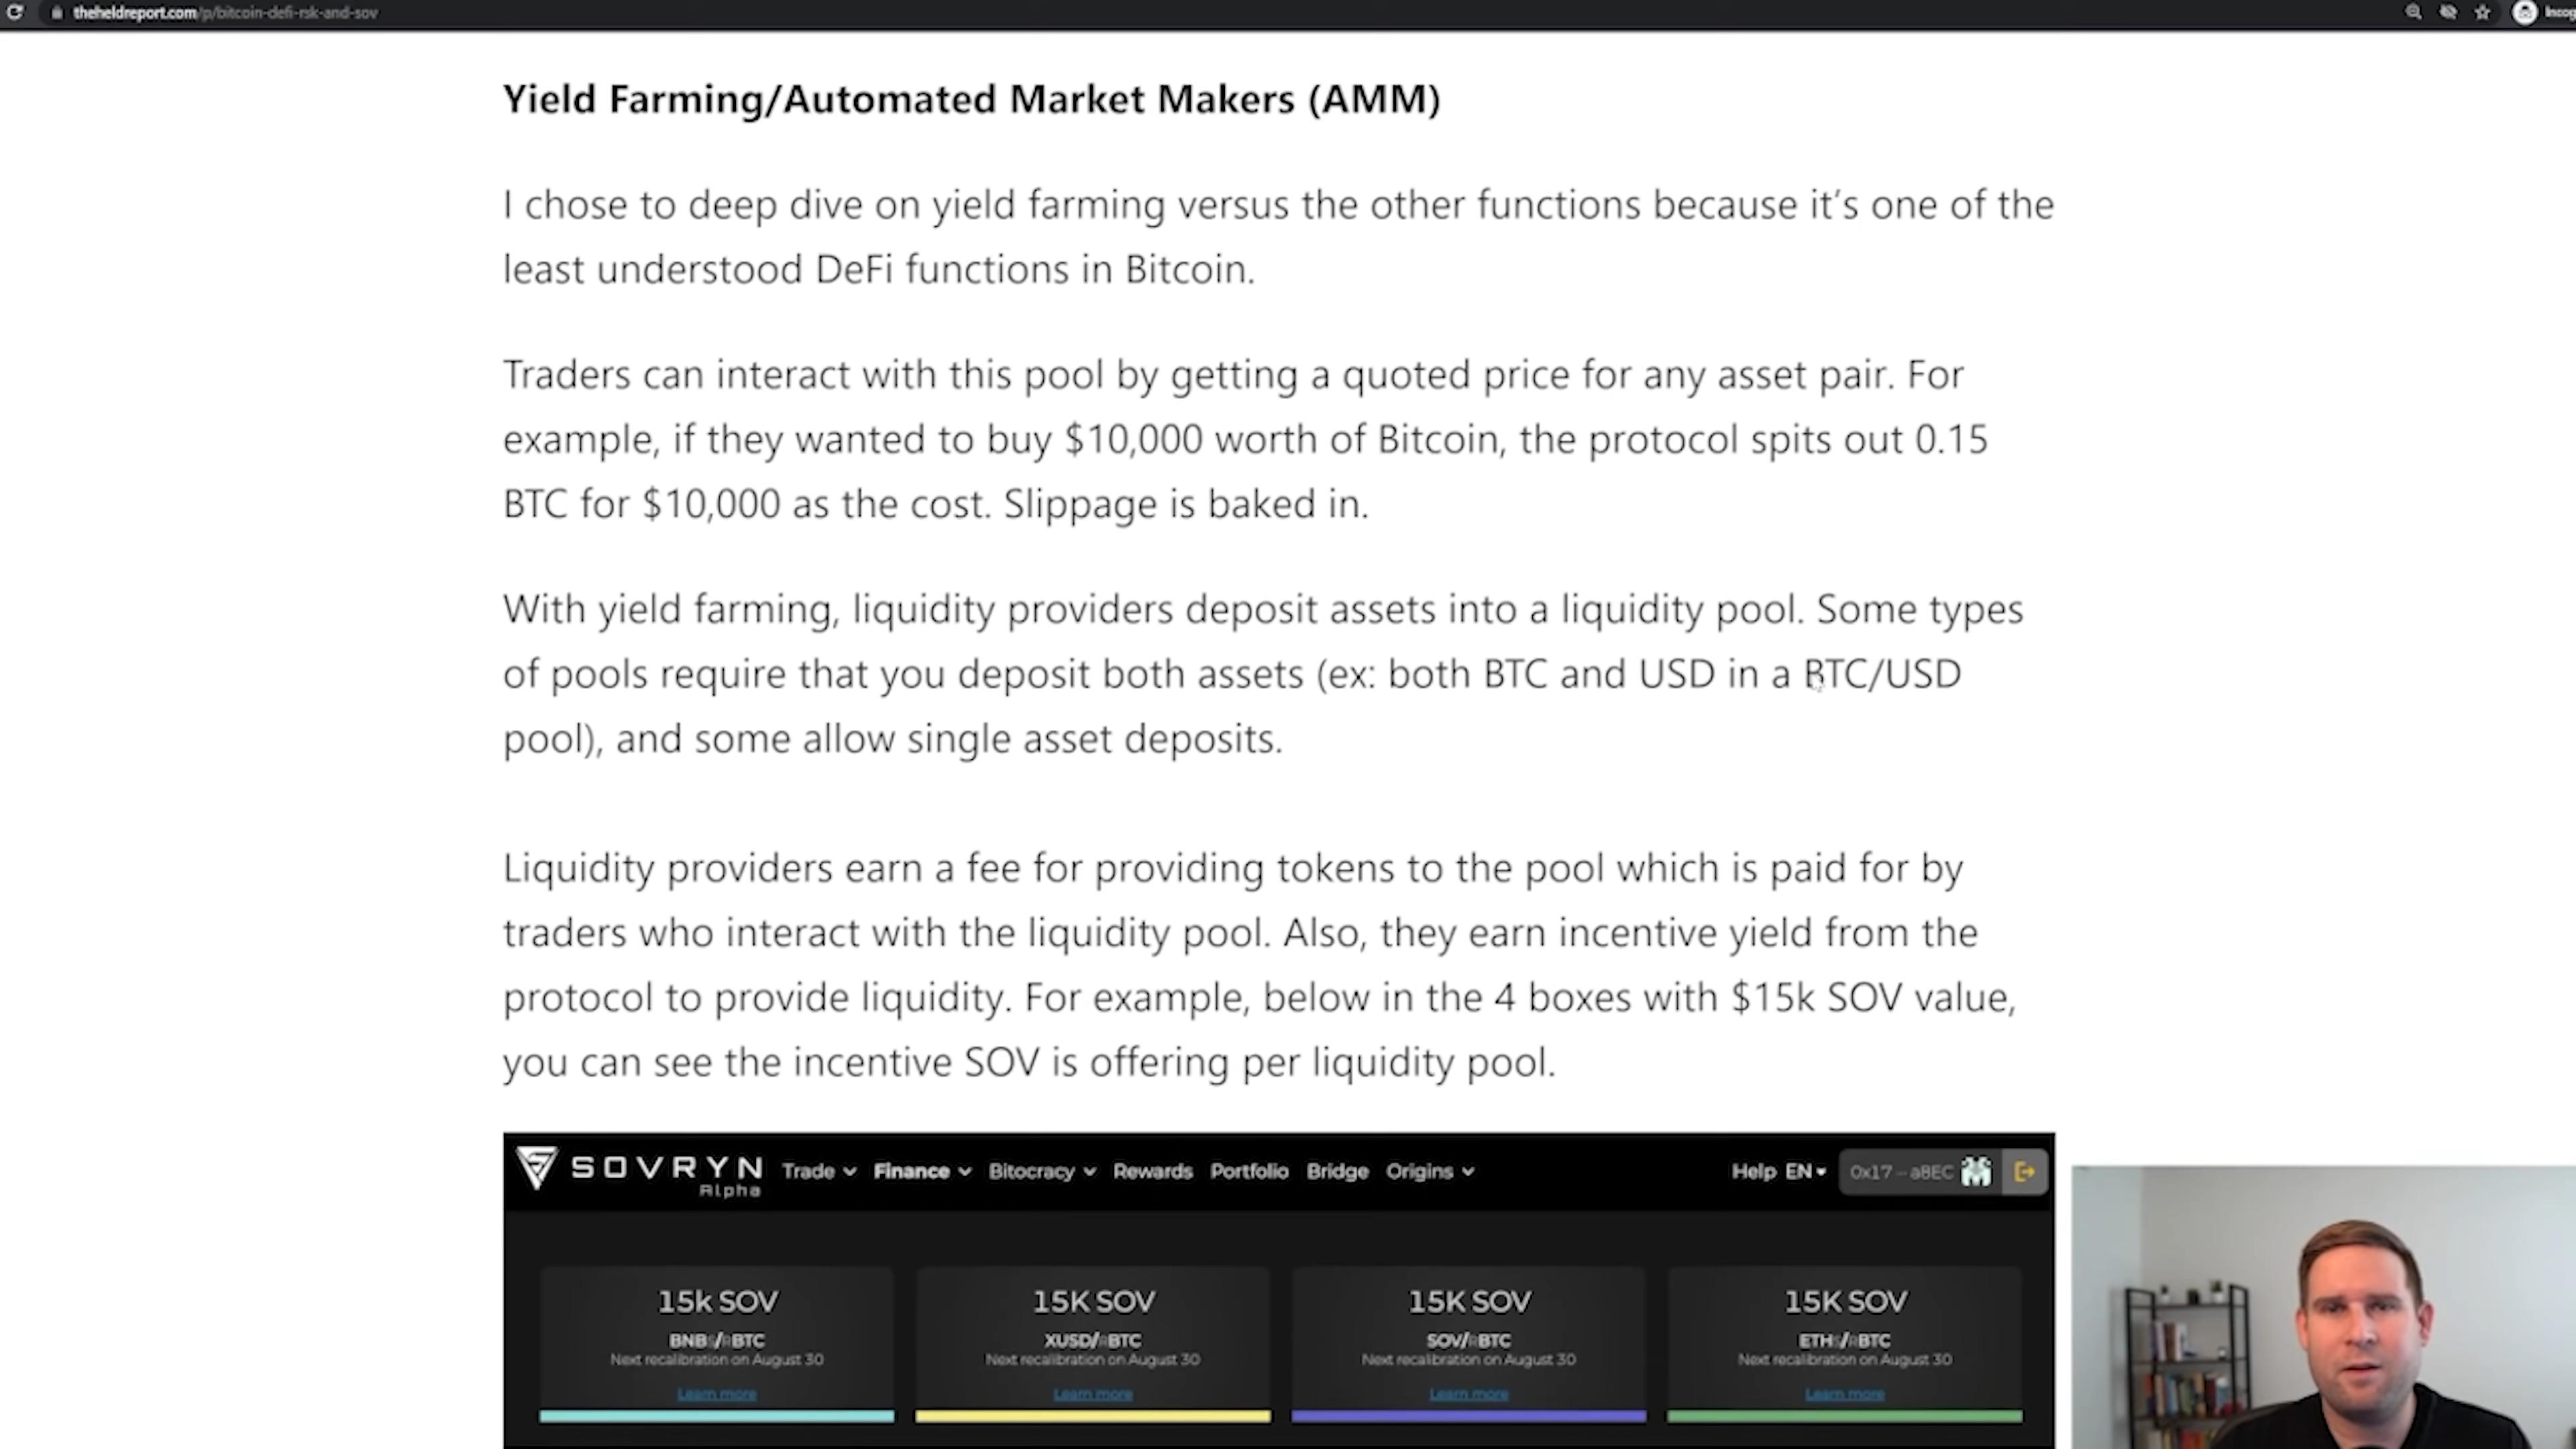 theheldreport.com/p/bitcoin-defi-rsk-and-sov
Incog
Yield Farming/Automated Market Makers (AMM)
I chose to deep dive on yield farming versus the other functions because it's one of the
least understood DeFi functions in Bitcoin.
Traders can interact with this pool by getting a quoted price for any asset pair. For
example, if they wanted to buy $10,000 worth of Bitcoin, the protocol spits out 0.15
BTC for $10,000 as the cost. Slippage is baked in.
With yield farming, liquidity providers deposit assets into a liquidity pool. Some types
of pools require that you deposit both assets (ex: both BTC and USD in a BTC/USD
pool), and some allow single asset deposits.
Liquidity providers earn a fee for providing tokens to the pool which is paid for by
traders who interact with the liquidity pool. Also, they earn incentive yield from the
protocol to provide liquidity. For example, below in the 4 boxes with $15k SOV value,
you can see the incentive SOV is offering per liquidity pool.
SOVRYN Trade Finance Bitocracy Rewards Portfolio Bridge Origins Help EN 0x17 - a8EC
Alpha
15k SOV 15K SOV 15K SOV 15K SOV
BNBs/RBTC XUSD/RBTC SOV/RBTC ETHs/RBTC
Next recalibration on August 30 Next recalibration on August 30 Next recalibration on August 30 Next recalibration on August 30
Learn more Learn more Learn more Learn more